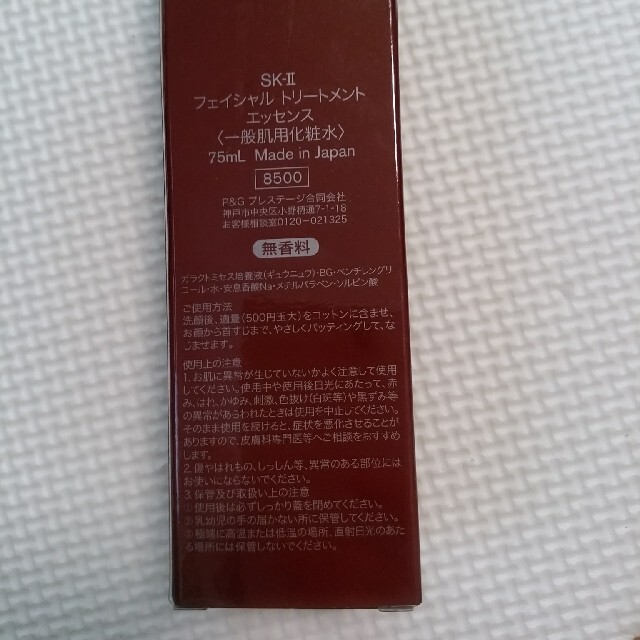 SK-II
フェイシャル トリートメント
エッセンス
〈一般肌用化粧水〉
75mL Made in Japan
8500
P&G プレステージ合同会社
神戸市中央区小野柄通7-1-18
お客様相談室0120-021325
無香料
ガラクトミセス培養液(ギュウニュウ)・BG・ペンチレングリ
コール・水・安息香酸Na・メチルパラベン・ソルビン酸
ご使用方法
洗顔後、適量(500円玉大)をコットンに含ませ、
お顔から首すじまで、やさしくパッティングして、な
じませます。
使用上の注意
1.お肌に異常が生じていないかよく注意して使用
してください。使用中や使用後日光にあたって、赤
み、はれ、かゆみ、刺激、色抜け(白斑等)や黒ずみ等
の異常があらわれたときは使用を中止してください。
そのまま使用を続けると、症状を悪化させることが
ありますので、皮膚科専門医等へご相談をおすすめ
します。
2.傷やはれもの、しっしん等、異常のある部位には
お使いにならないでください。
3.保管及び取扱い上の注意
①使用後は必ずしっかり蓋を閉めてください。
②乳幼児の手の届かない所に保管してください。
③極端に高温または低温の場所、直射日光のあた
る場所には保管しないでください。